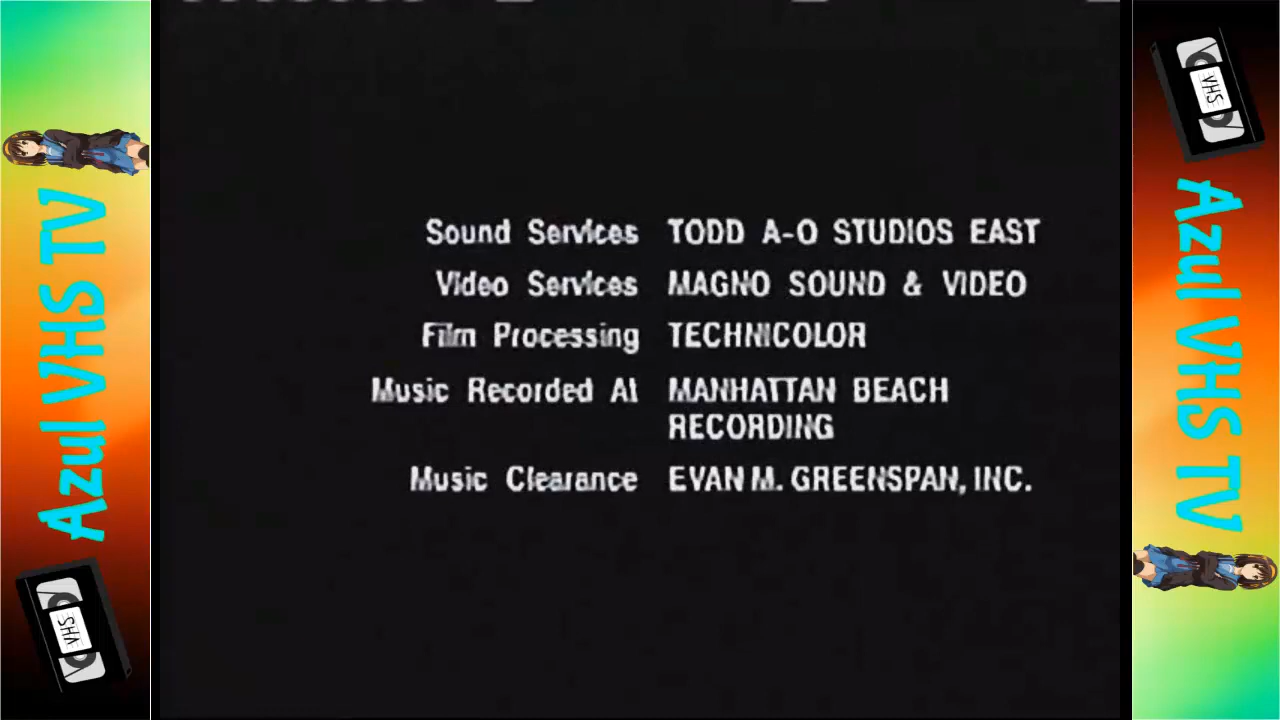 Azul VHS TV
VHS
Sound Services TODD A-O STUDIOS EAST
Video Services MAGNO SOUND & VIDEO
Film Processing TECHNICOLOR
Music Recorded At MANHATTAN BEACH
RECORDING
Music Clearance EVAN M. GREENSPAN, INC.
VHS
Azul VHS TV